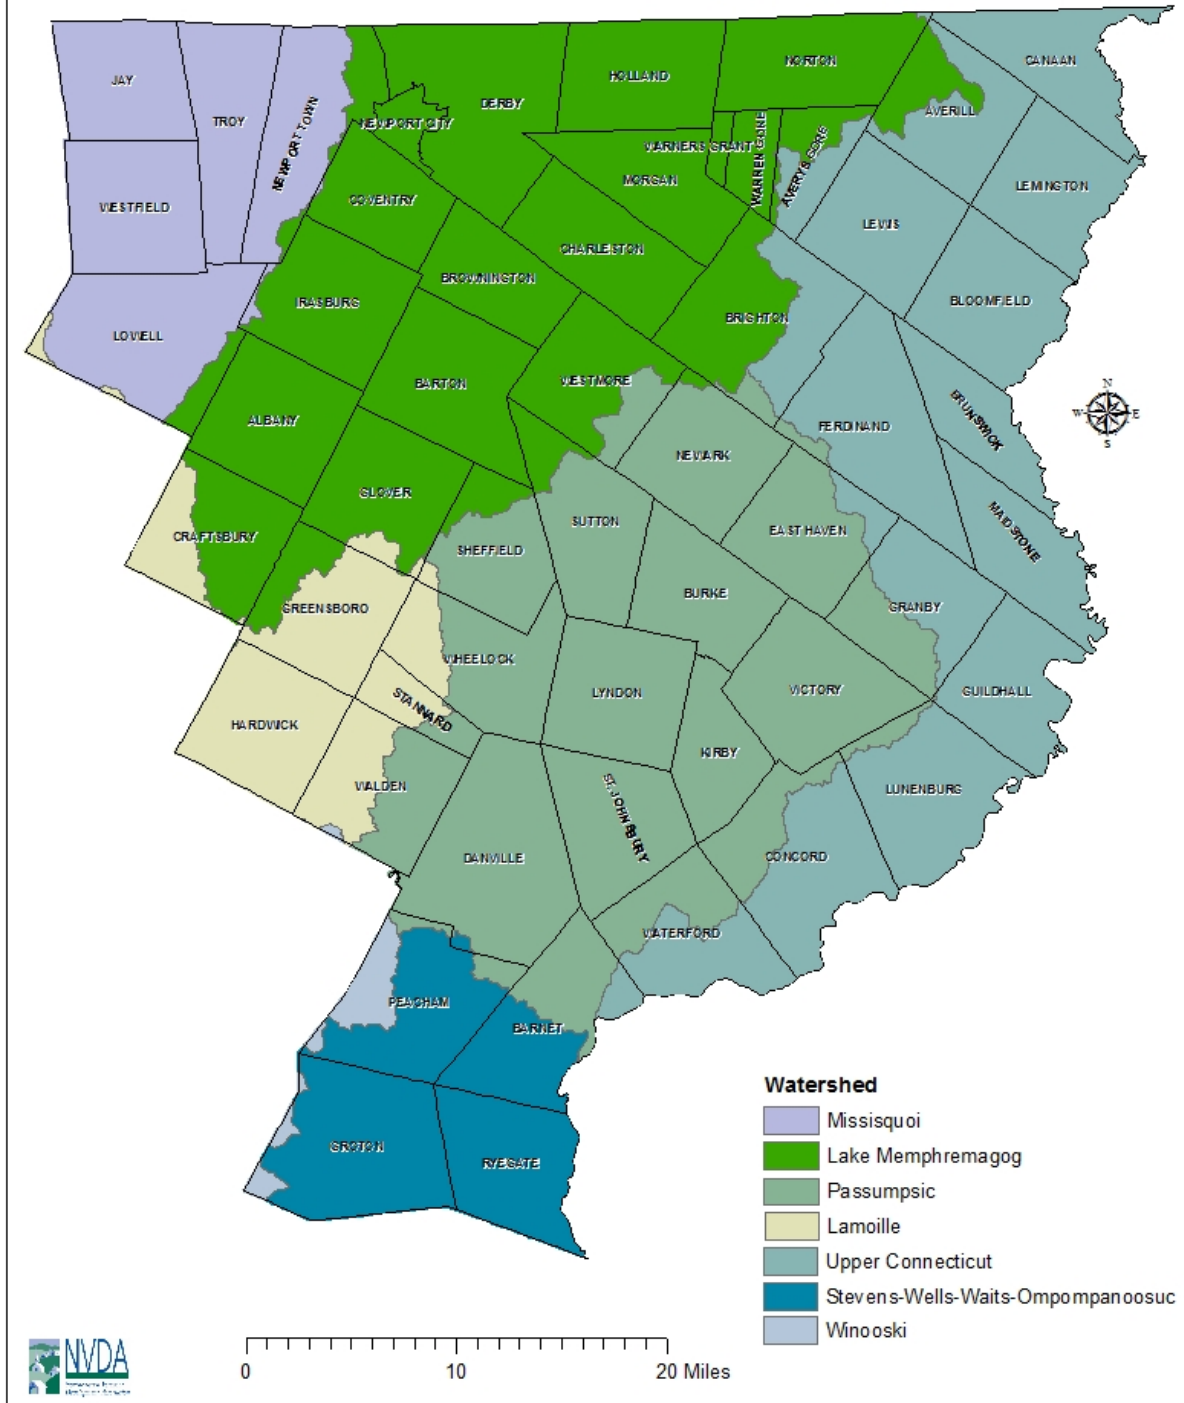 CANAAN
NORTON
HOLLAND
JAY
DERBY
AVERILL
TROY
NEWPORT TOWN
NEWPORT CITY
WARNERS GRANT
WARREN GORE
AVERYS GORE
MORGAN
LEMINGTON
COVENTRY
WESTFIELD
LEWIS
CHARLESTON
BROWNINGTON
BLOOMFIELD
IRASBURG
BRIGHTON
LOWELL
WESTMORE
BARTON
N
W E
S
ALBANY
BRUNSWICK
FERDINAND
NEWARK
GLOVER
SUTTON
EAST HAVEN
MAIDSTONE
CRAFTSBURY
SHEFFIELD
BURKE
GREENSBORO
GRANBY
WHEELOCK
LYNDON
VICTORY
GUILDHALL
STANNARD
HARDWICK
KIRBY
WALDEN
LUNENBURG
ST. JOHNSBURY
DANVILLE
CONCORD
WATERFORD
PEACHAM
BARNET
GROTON
RYEGATE
Watershed
Missisquoi
Lake Memphremagog
Passumpsic
Lamoille
Upper Connecticut
Stevens-Wells-Waits-Ompompanoosuc
Winooski
NVDA
0 10 20 Miles